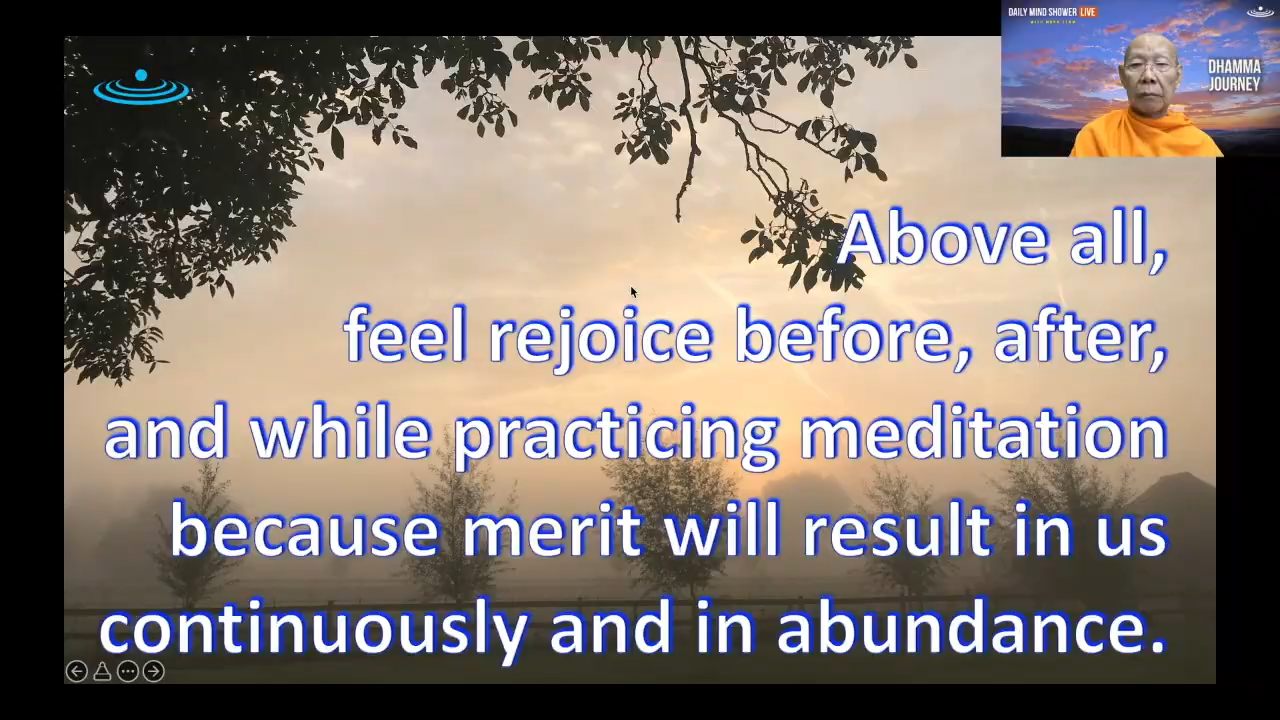 DAILY MIND SHOWER LIVE
DHAMMA
JOURNEY
Above all,
feel rejoice before, after,
and while practicing meditation
because merit will result in us
continuously and in abundance.